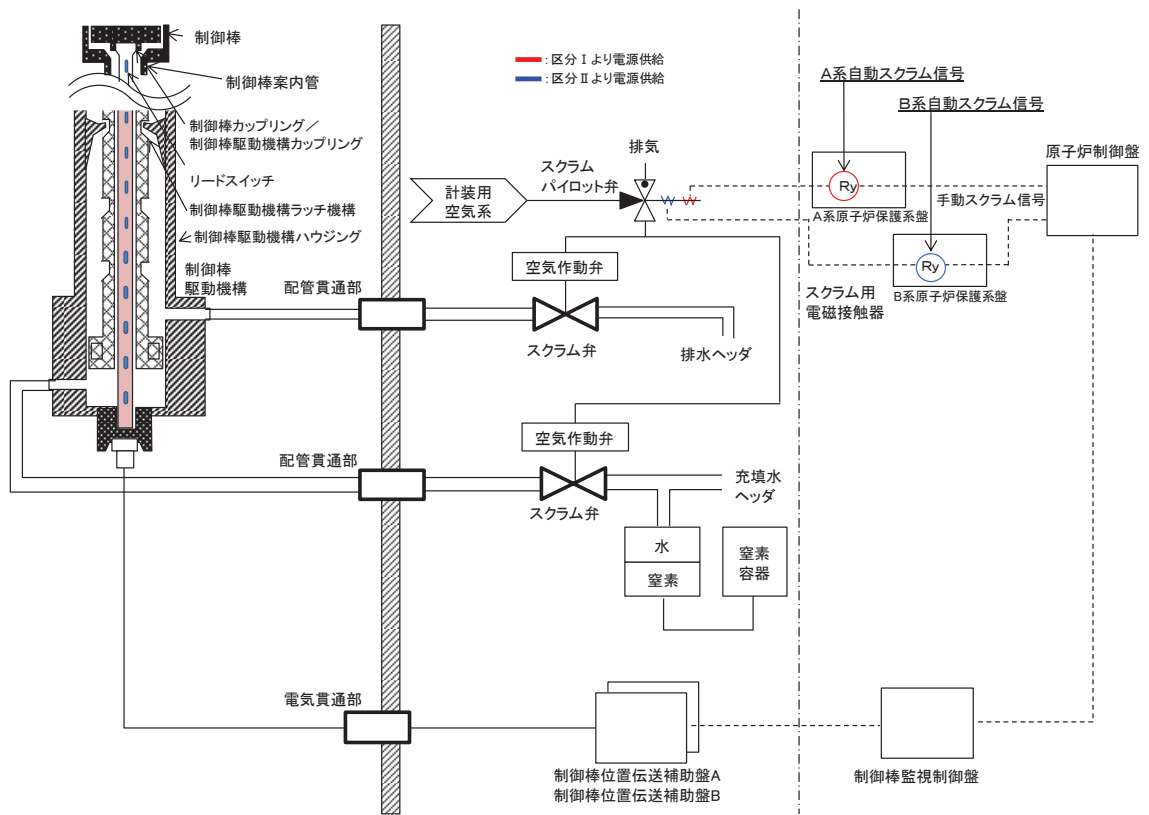 制御棒
制御棒案内管
制御棒カップリング／
制御棒駆動機構カップリング
リードスイッチ
制御棒駆動機構ラッチ機構
制御棒駆動機構ハウジング
制御棒
駆動機構
：区分Ⅰより電源供給
：区分Ⅱより電源供給
A系自動スクラム信号
B系自動スクラム信号
排気
スクラム
パイロット弁
計装用
空気系
Ry
A系原子炉保護系盤
手動スクラム信号
原子炉制御盤
Ry
B系原子炉保護系盤
スクラム用
電磁接触器
空気作動弁
配管貫通部
スクラム弁
排水ヘッダ
空気作動弁
配管貫通部
スクラム弁
充填水
ヘッダ
水
窒素
窒素
容器
電気貫通部
制御棒位置伝送補助盤A
制御棒位置伝送補助盤B
制御棒監視制御盤